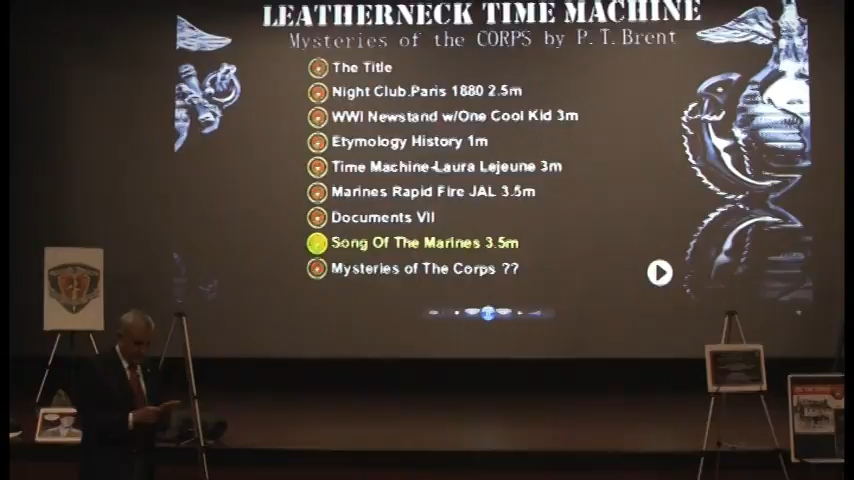 LEATHERNECK TIME MACHINE
Mysteries of the CORPS by P.T.Brent
The Title
Night Club.Paris 1880 2.5m
WWI Newstand w/One Cool Kid 3m
Etymology History 1m
Time Machine-Laura Lejeune 3m
Marines Rapid Fire JAL 3.5m
Documents VII
Song Of The Marines 3.5m
Mysteries of The Corps ??